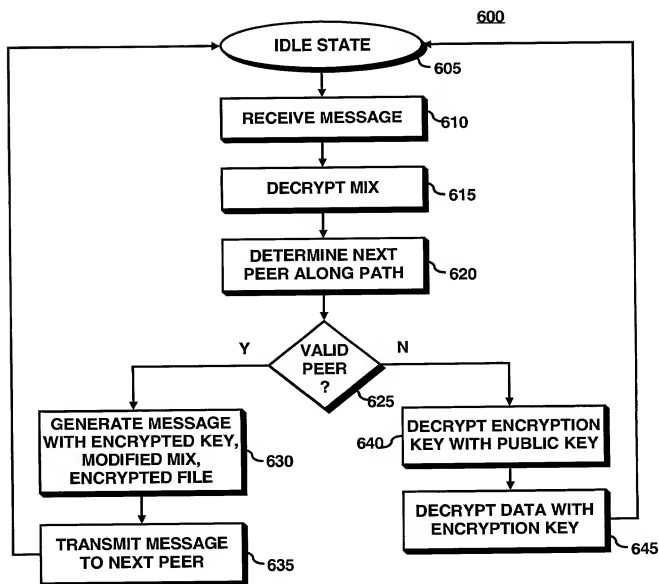 600
IDLE STATE
605
RECEIVE MESSAGE
610
DECRYPT MIX
615
DETERMINE NEXT
PEER ALONG PATH
620
Y
VALID
PEER
?
N
625
GENERATE MESSAGE
WITH ENCRYPTED KEY,
MODIFIED MIX,
ENCRYPTED FILE
630
640
DECRYPT ENCRYPTION
KEY WITH PUBLIC KEY
TRANSMIT MESSAGE
TO NEXT PEER
635
DECRYPT DATA WITH
ENCRYPTION KEY
645